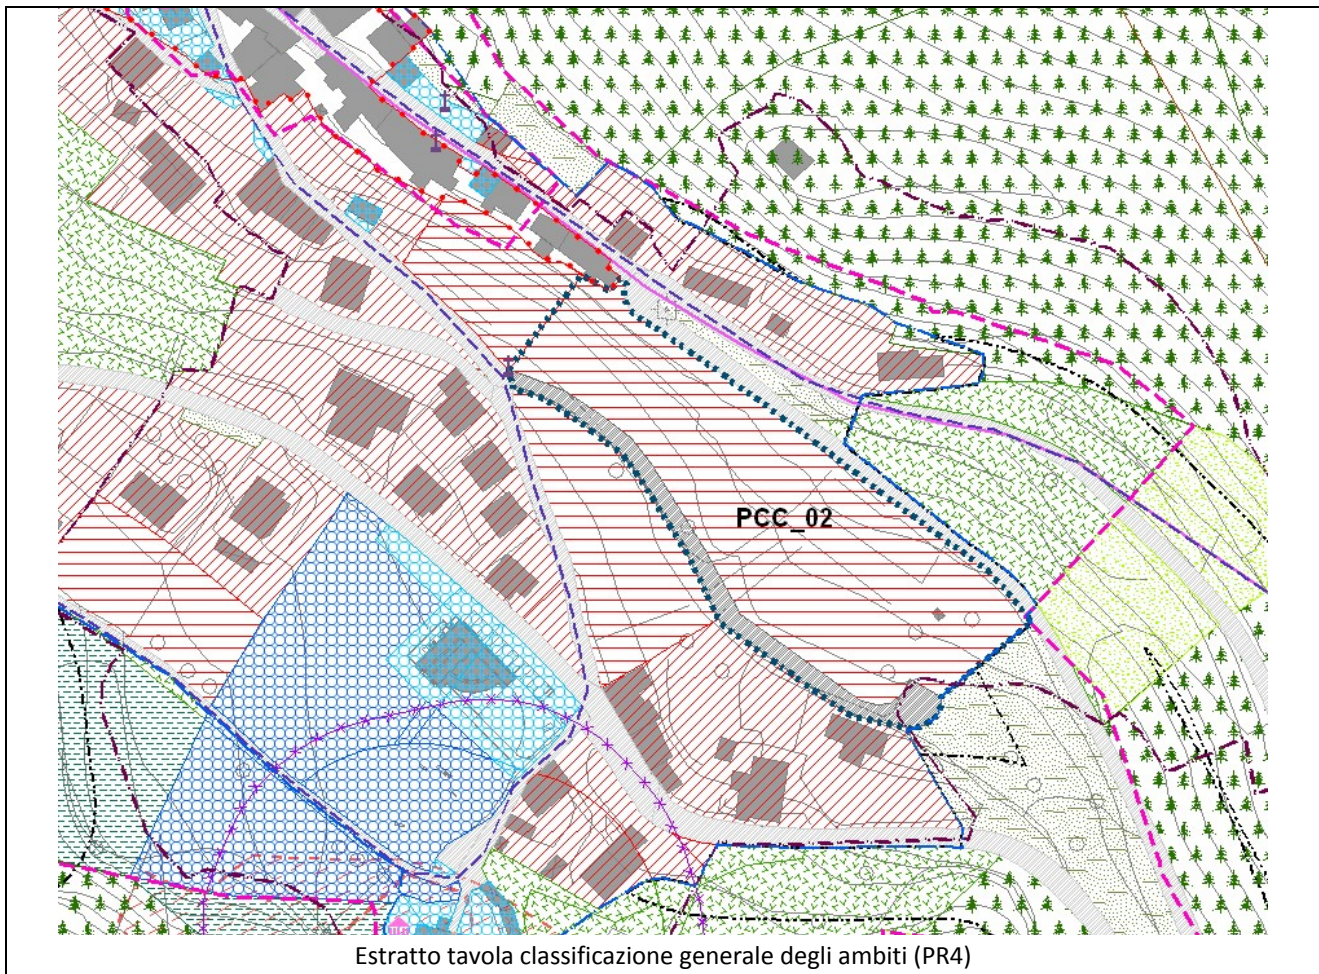 PCC_02
Estratto tavola classificazione generale degli ambiti (PR4)